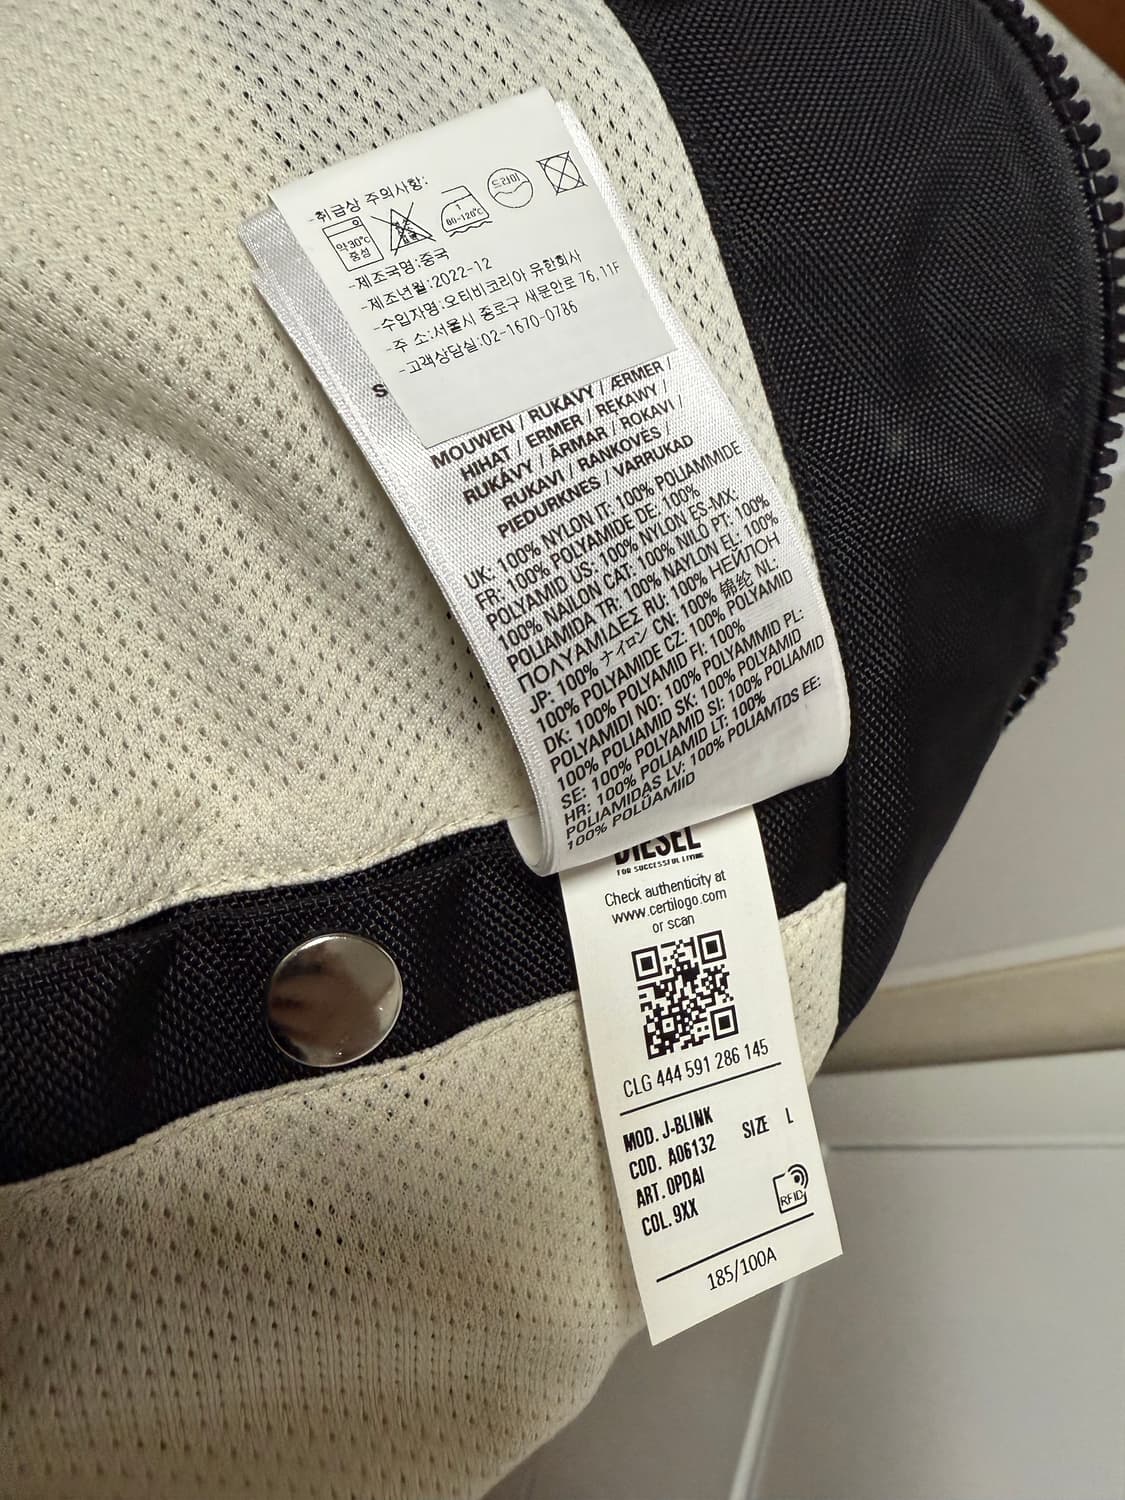 -취급상 주의사항:
약30℃
중성
1
80~120℃
드라이
-제조국명:중국
-제조년월:2022-12
-수입자명:오티비코리아 유한회사
-주 소:서울시 종로구 새문안로 76,11F
-고객상담실:02-1670-0786
S
MOUWEN / RUKAVY / ÆRMER /
HIHAT / ERMER / RĘKAWY /
RUKÁVY / ÄRMAR / ROKAVI /
RUKAVI / RANKOVĖS /
PIEDURKNES / VARRUKAD
UK: 100% NYLON IT: 100% POLIAMMIDE
FR: 100% POLYAMIDE DE: 100%
POLYAMID US: 100% NYLON ES-MX:
100% NAILON CAT: 100% NILÓ PT: 100%
POLIAMIDA TR: 100% NAYLON EL: 100%
ΠΟΛΥΑΜΙΔΕΣ RU: 100% НЕЙЛОН
JP: 100% ナイロン CN: 100% 锦纶 NL:
100% POLYAMIDE CZ: 100% POLYAMID
DK: 100% POLYAMID FI: 100%
POLYAMIDI NO: 100% POLYAMMID PL:
100% POLIAMID SK: 100% POLYAMID
SE: 100% POLYAMID SI: 100% POLIAMID
HR: 100% POLIAMID LT: 100%
POLIAMIDAS LV: 100% POLIAMTDS EE:
100% POLÜAMIID
DIESEL
FOR SUCCESSFUL LIVING
Check authenticity at
www.certilogo.com
or scan
CLG 444 591 286 145
MOD. J-BLINK SIZE L
COD. A06132
ART. 0PDAI
COL. 9XX
RFID
185/100A